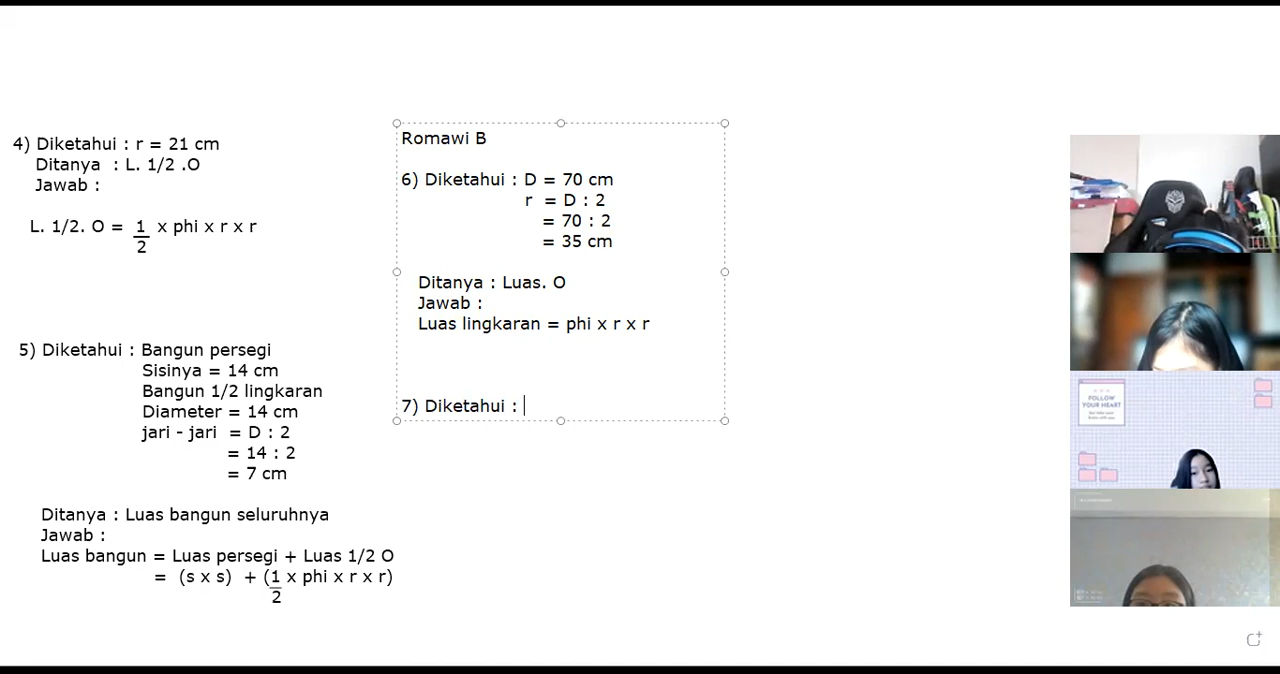 4) Diketahui : r = 21 cm
Ditanya : L. 1/2 .O
Jawab :
L. 1/2. O = 1/2 x phi x r x r
5) Diketahui : Bangun persegi
Sisinya = 14 cm
Bangun 1/2 lingkaran
Diameter = 14 cm
jari - jari = D : 2
= 14 : 2
= 7 cm
Ditanya : Luas bangun seluruhnya
Jawab :
Luas bangun = Luas persegi + Luas 1/2 O
= (s x s) + (1/2 x phi x r x r)
Romawi B
6) Diketahui : D = 70 cm
r = D : 2
= 70 : 2
= 35 cm
Ditanya : Luas. O
Jawab :
Luas lingkaran = phi x r x r
7) Diketahui :
FOLLOW
YOUR HEART